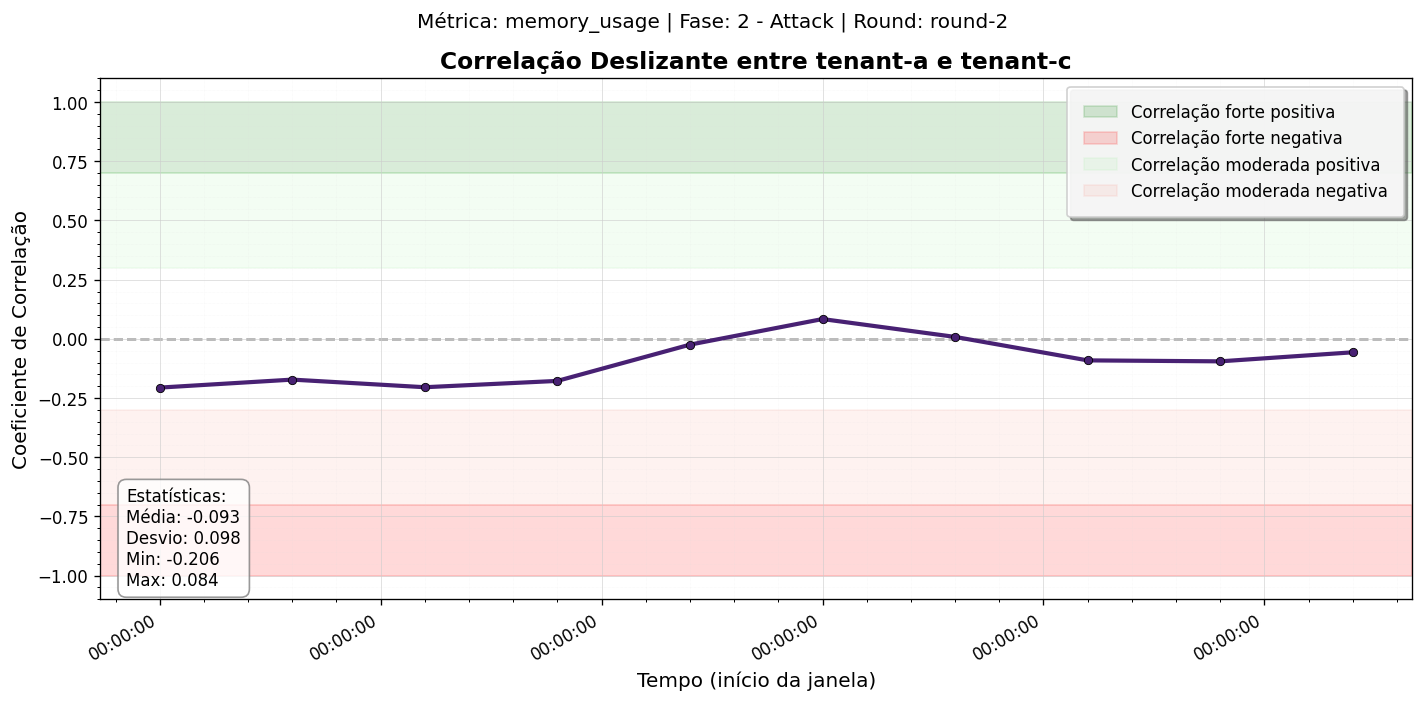 Métrica: memory_usage | Fase: 2 - Attack | Round: round-2
Correlação Deslizante entre tenant-a e tenant-c
Coeficiente de Correlação
1.00
0.75
0.50
0.25
0.00
−0.25
−0.50
−0.75
−1.00
Correlação forte positiva
Correlação forte negativa
Correlação moderada positiva
Correlação moderada negativa
Estatísticas:
Média: -0.093
Desvio: 0.098
Min: -0.206
Max: 0.084
00:00:00
00:00:00
00:00:00
00:00:00
00:00:00
00:00:00
Tempo (início da janela)